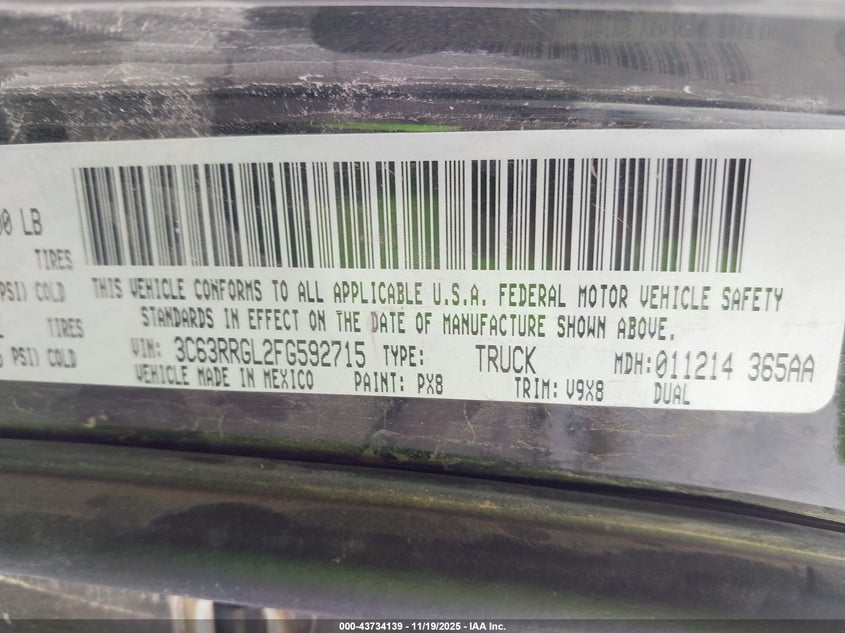 00 LB
TIRES
PSI) COLD
THIS VEHICLE CONFORMS TO ALL APPLICABLE U.S.A. FEDERAL MOTOR VEHICLE SAFETY
TIRES
STANDARDS IN EFFECT ON THE DATE OF MANUFACTURE SHOWN ABOVE.
PSI) COLD
VIN: 3C63RRGL2FG592715 TYPE: TRUCK MDH:011214 365AA
VEHICLE MADE IN MEXICO PAINT: PX8 TRIM: V9X8 DUAL
000-43734139 - 11/19/2025 - IAA Inc.